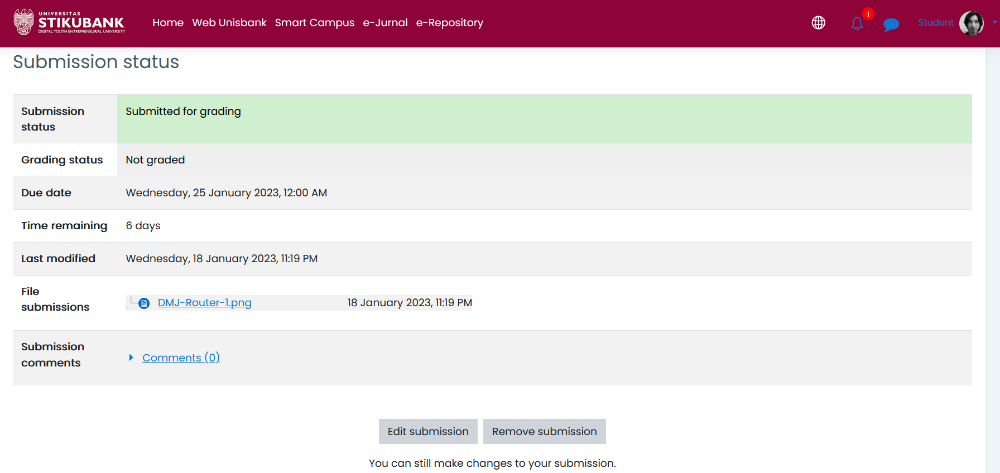 UNIVERSITAS
STIKUBANK
DIGITAL YOUTH ENTREPRENEURIAL UNIVERSITY
Home Web Unisbank Smart Campus e-Jurnal e-Repository
1
Student
Submission status
Submission status Submitted for grading
Grading status Not graded
Due date Wednesday, 25 January 2023, 12:00 AM
Time remaining 6 days
Last modified Wednesday, 18 January 2023, 11:19 PM
File submissions DMJ-Router-1.png 18 January 2023, 11:19 PM
Submission comments Comments (0)
Edit submission Remove submission
You can still make changes to your submission.